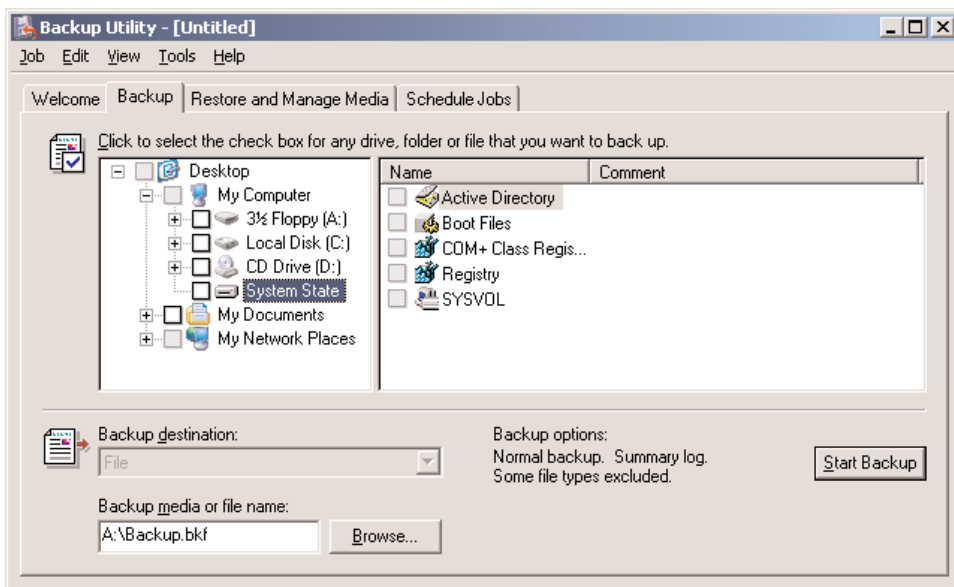 Backup Utility - [Untitled]
Job Edit View Tools Help
Welcome Backup Restore and Manage Media Schedule Jobs
Click to select the check box for any drive, folder or file that you want to back up.
Desktop
My Computer
3½ Floppy (A:)
Local Disk (C:)
CD Drive (D:)
System State
My Documents
My Network Places
Name Comment
Active Directory
Boot Files
COM+ Class Regis...
Registry
SYSVOL
Backup destination:
File
Backup media or file name:
A:\Backup.bkf
Browse...
Backup options:
Normal backup. Summary log.
Some file types excluded.
Start Backup